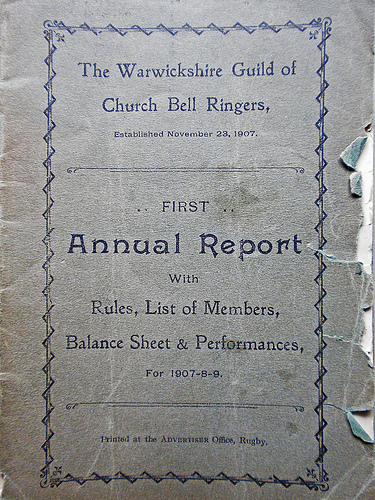 The Warwickshire Guild of
Church Bell Ringers,
Established November 23, 1907.
.. FIRST ..
Annual Report
With
Rules, List of Members,
Balance Sheet & Performances,
For 1907-8-9.
Printed at the ADVERTISER Office, Rugby.